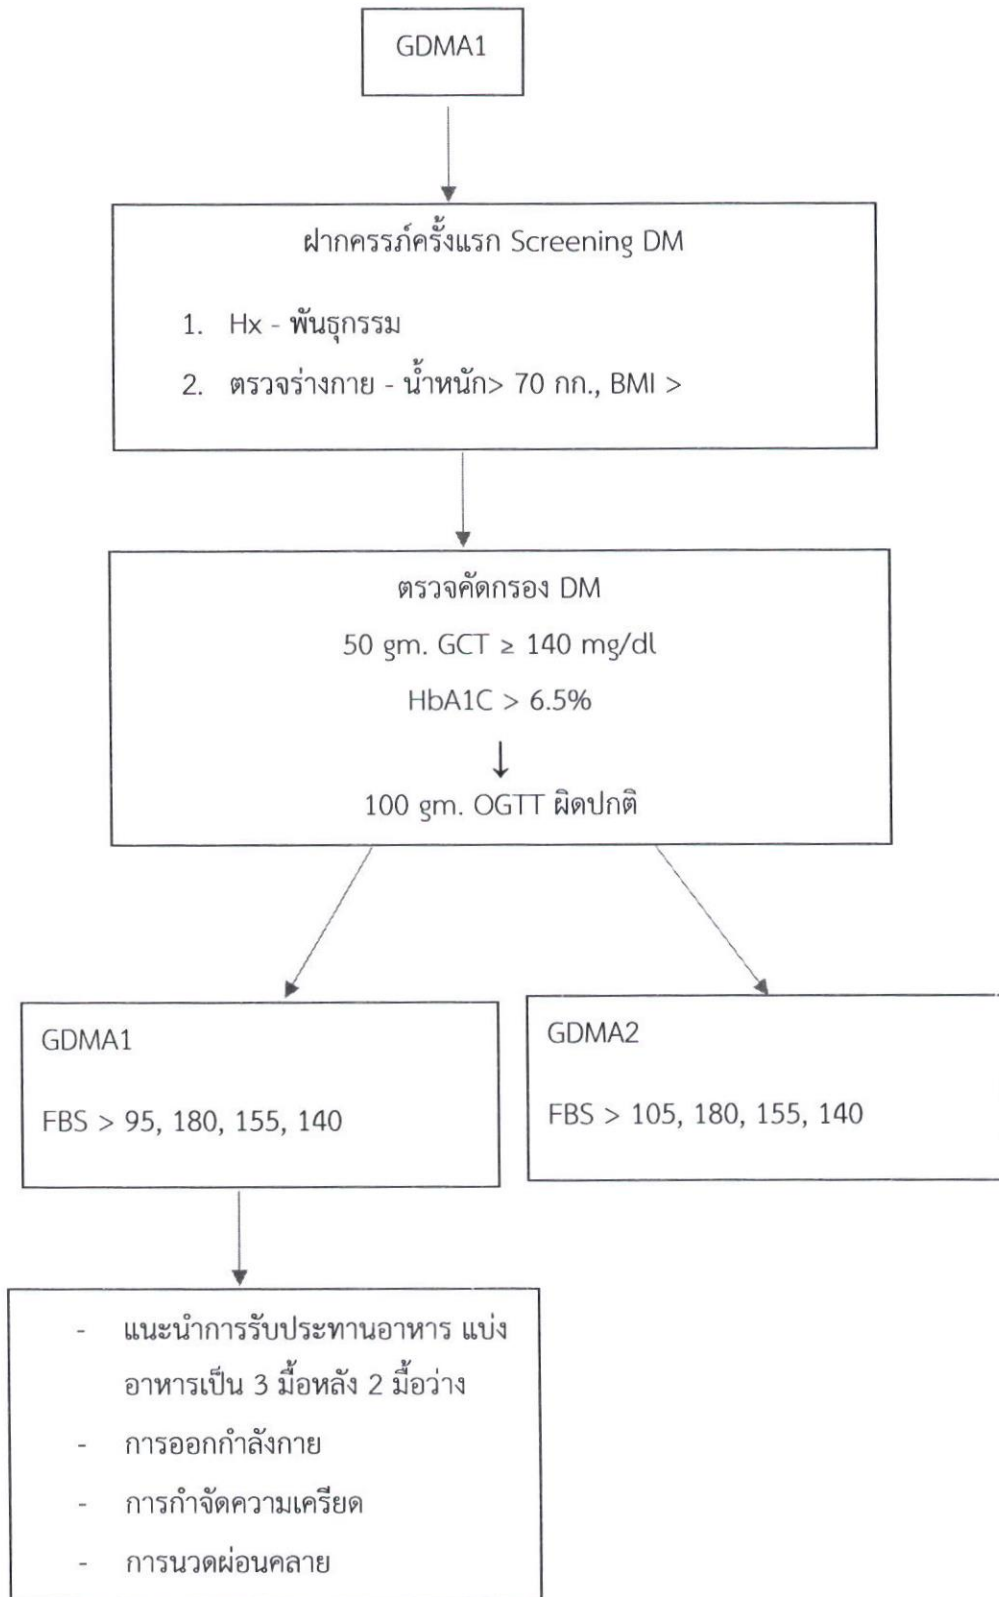 GDMA1
ฝากครรภ์ครั้งแรก Screening DM
1. Hx - พันธุกรรม
2. ตรวจร่างกาย - น้ำหนัก> 70 กก., BMI >
ตรวจคัดกรอง DM
50 gm. GCT ≥ 140 mg/dl
HbA1C > 6.5%
↓
100 gm. OGTT ผิดปกติ
GDMA1
FBS > 95, 180, 155, 140
GDMA2
FBS > 105, 180, 155, 140
- แนะนำการรับประทานอาหาร แบ่ง
อาหารเป็น 3 มื้อหลัง 2 มื้อว่าง
- การออกกำลังกาย
- การกำจัดความเครียด
- การนวดผ่อนคลาย